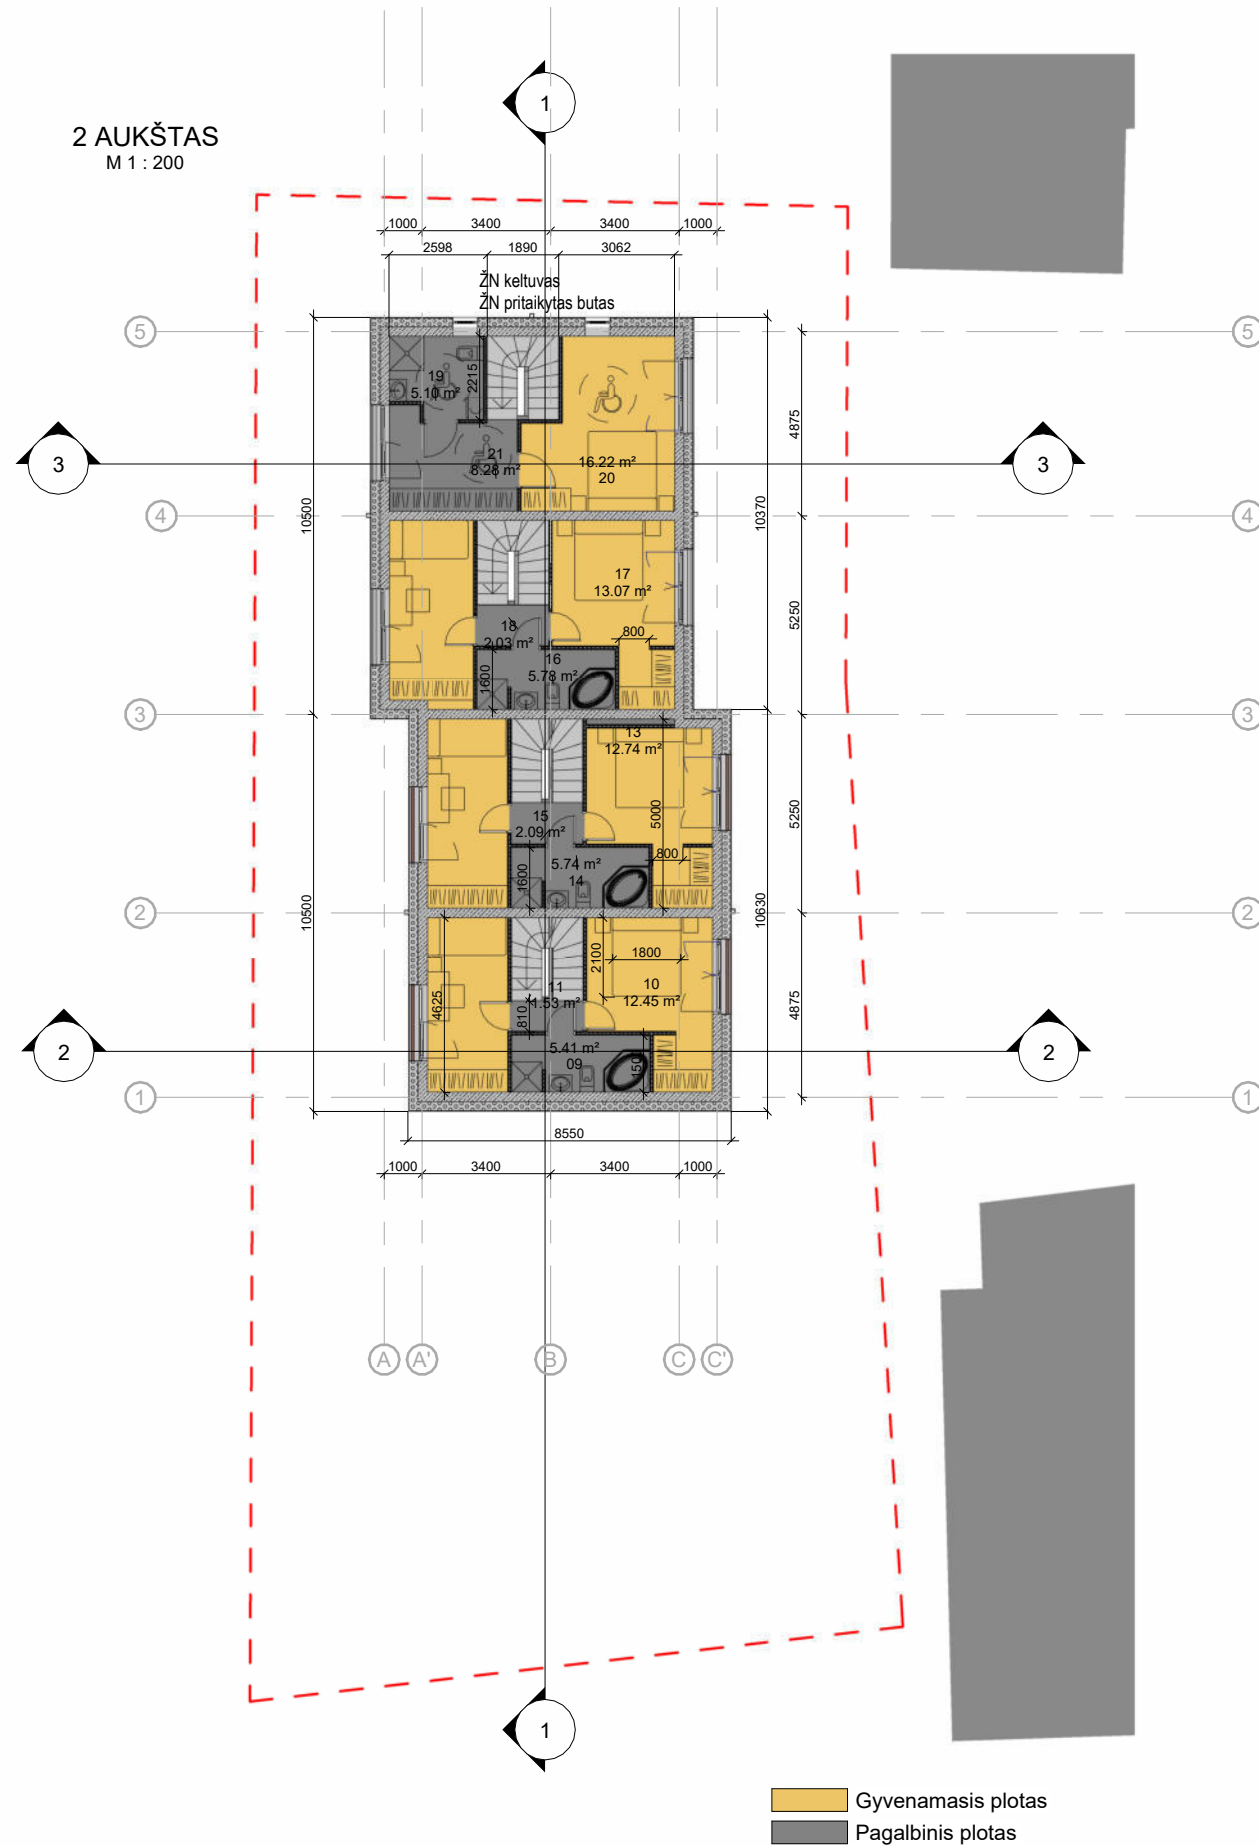 1
2 AUKŠTAS
M 1 : 200
1000 3400 3400 1000
2598 1890 3062
ŽN keltuvas
ŽN pritaikytas butas
5 5
19
5.10 m²
2215
4875
21
8.28 m²
16.22 m²
20
3 3
4 4
10500
10370
17
13.07 m²
18
2.03 m²
800
5250
16
5.78 m²
1600
3 3
13
12.74 m²
15
2.09 m²
5000
5250
5.74 m²
14
800
1600
2 2
10500
10630
2100
1800
11
1.53 m²
10
12.45 m²
4625
810
4875
5.41 m²
09
150
2 2
1 1
8550
1000 3400 3400 1000
A A' B C C'
1
Gyvenamasis plotas
Pagalbinis plotas